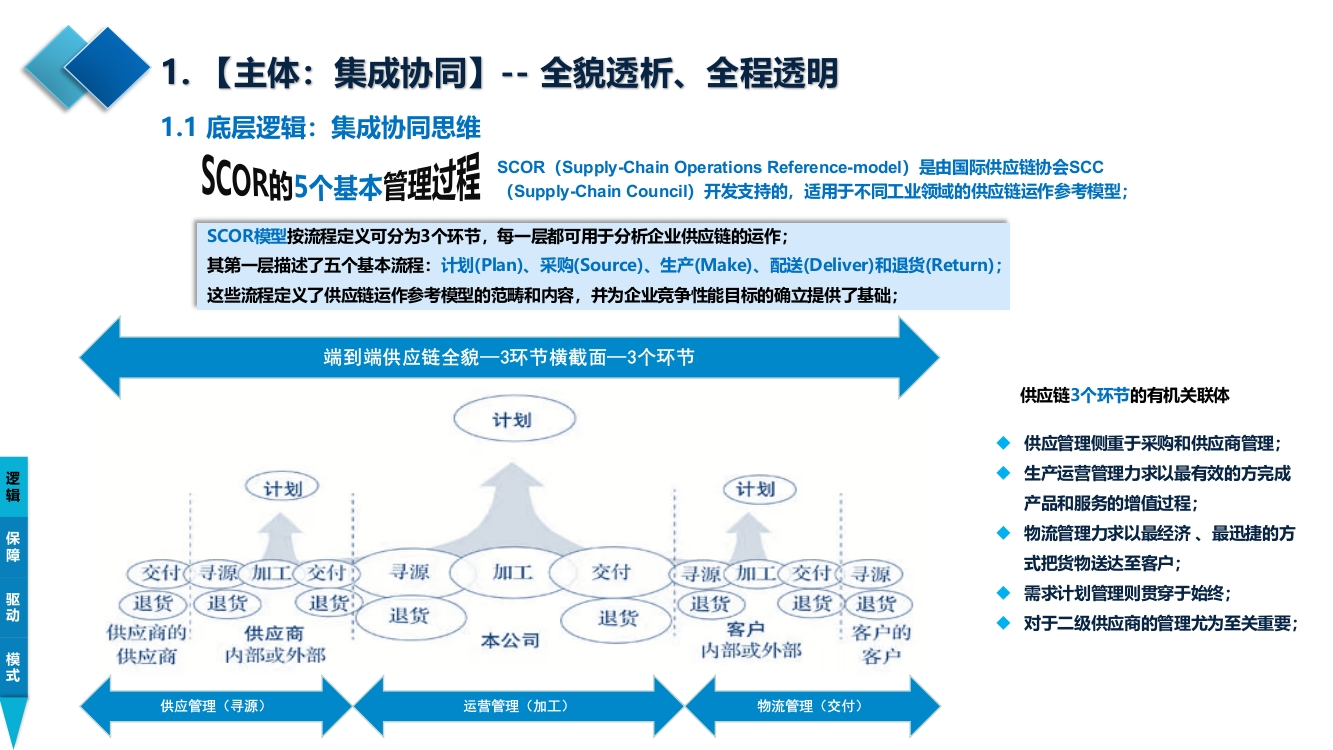 1. 【主体：集成协同】-- 全貌透析、全程透明
1.1 底层逻辑：集成协同思维
SCOR的5个基本管理过程
SCOR（Supply-Chain Operations Reference-model）是由国际供应链协会SCC
（Supply-Chain Council）开发支持的，适用于不同工业领域的供应链运作参考模型；
SCOR模型按流程定义可分为3个环节，每一层都可用于分析企业供应链的运作；
其第一层描述了五个基本流程：计划(Plan)、采购(Source)、生产(Make)、配送(Deliver)和退货(Return)；
这些流程定义了供应链运作参考模型的范畴和内容，并为企业竞争性能目标的确立提供了基础；
端到端供应链全貌—3环节横截面—3个环节
计划
计划 计划
交付 寻源 加工 交付 寻源 加工 交付 寻源 加工 交付 寻源
退货 退货 退货 退货 退货 退货 退货 退货
供应商的
供应商
供应商
内部或外部
本公司
客户
内部或外部
客户的
客户
供应管理（寻源） 运营管理（加工） 物流管理（交付）
供应链3个环节的有机关联体
供应管理侧重于采购和供应商管理；
生产运营管理力求以最有效的方完成
产品和服务的增值过程；
物流管理力求以最经济 、最迅捷的方
式把货物送达至客户；
需求计划管理则贯穿于始终；
对于二级供应商的管理尤为至关重要；
逻
辑
保
障
驱
动
模
式